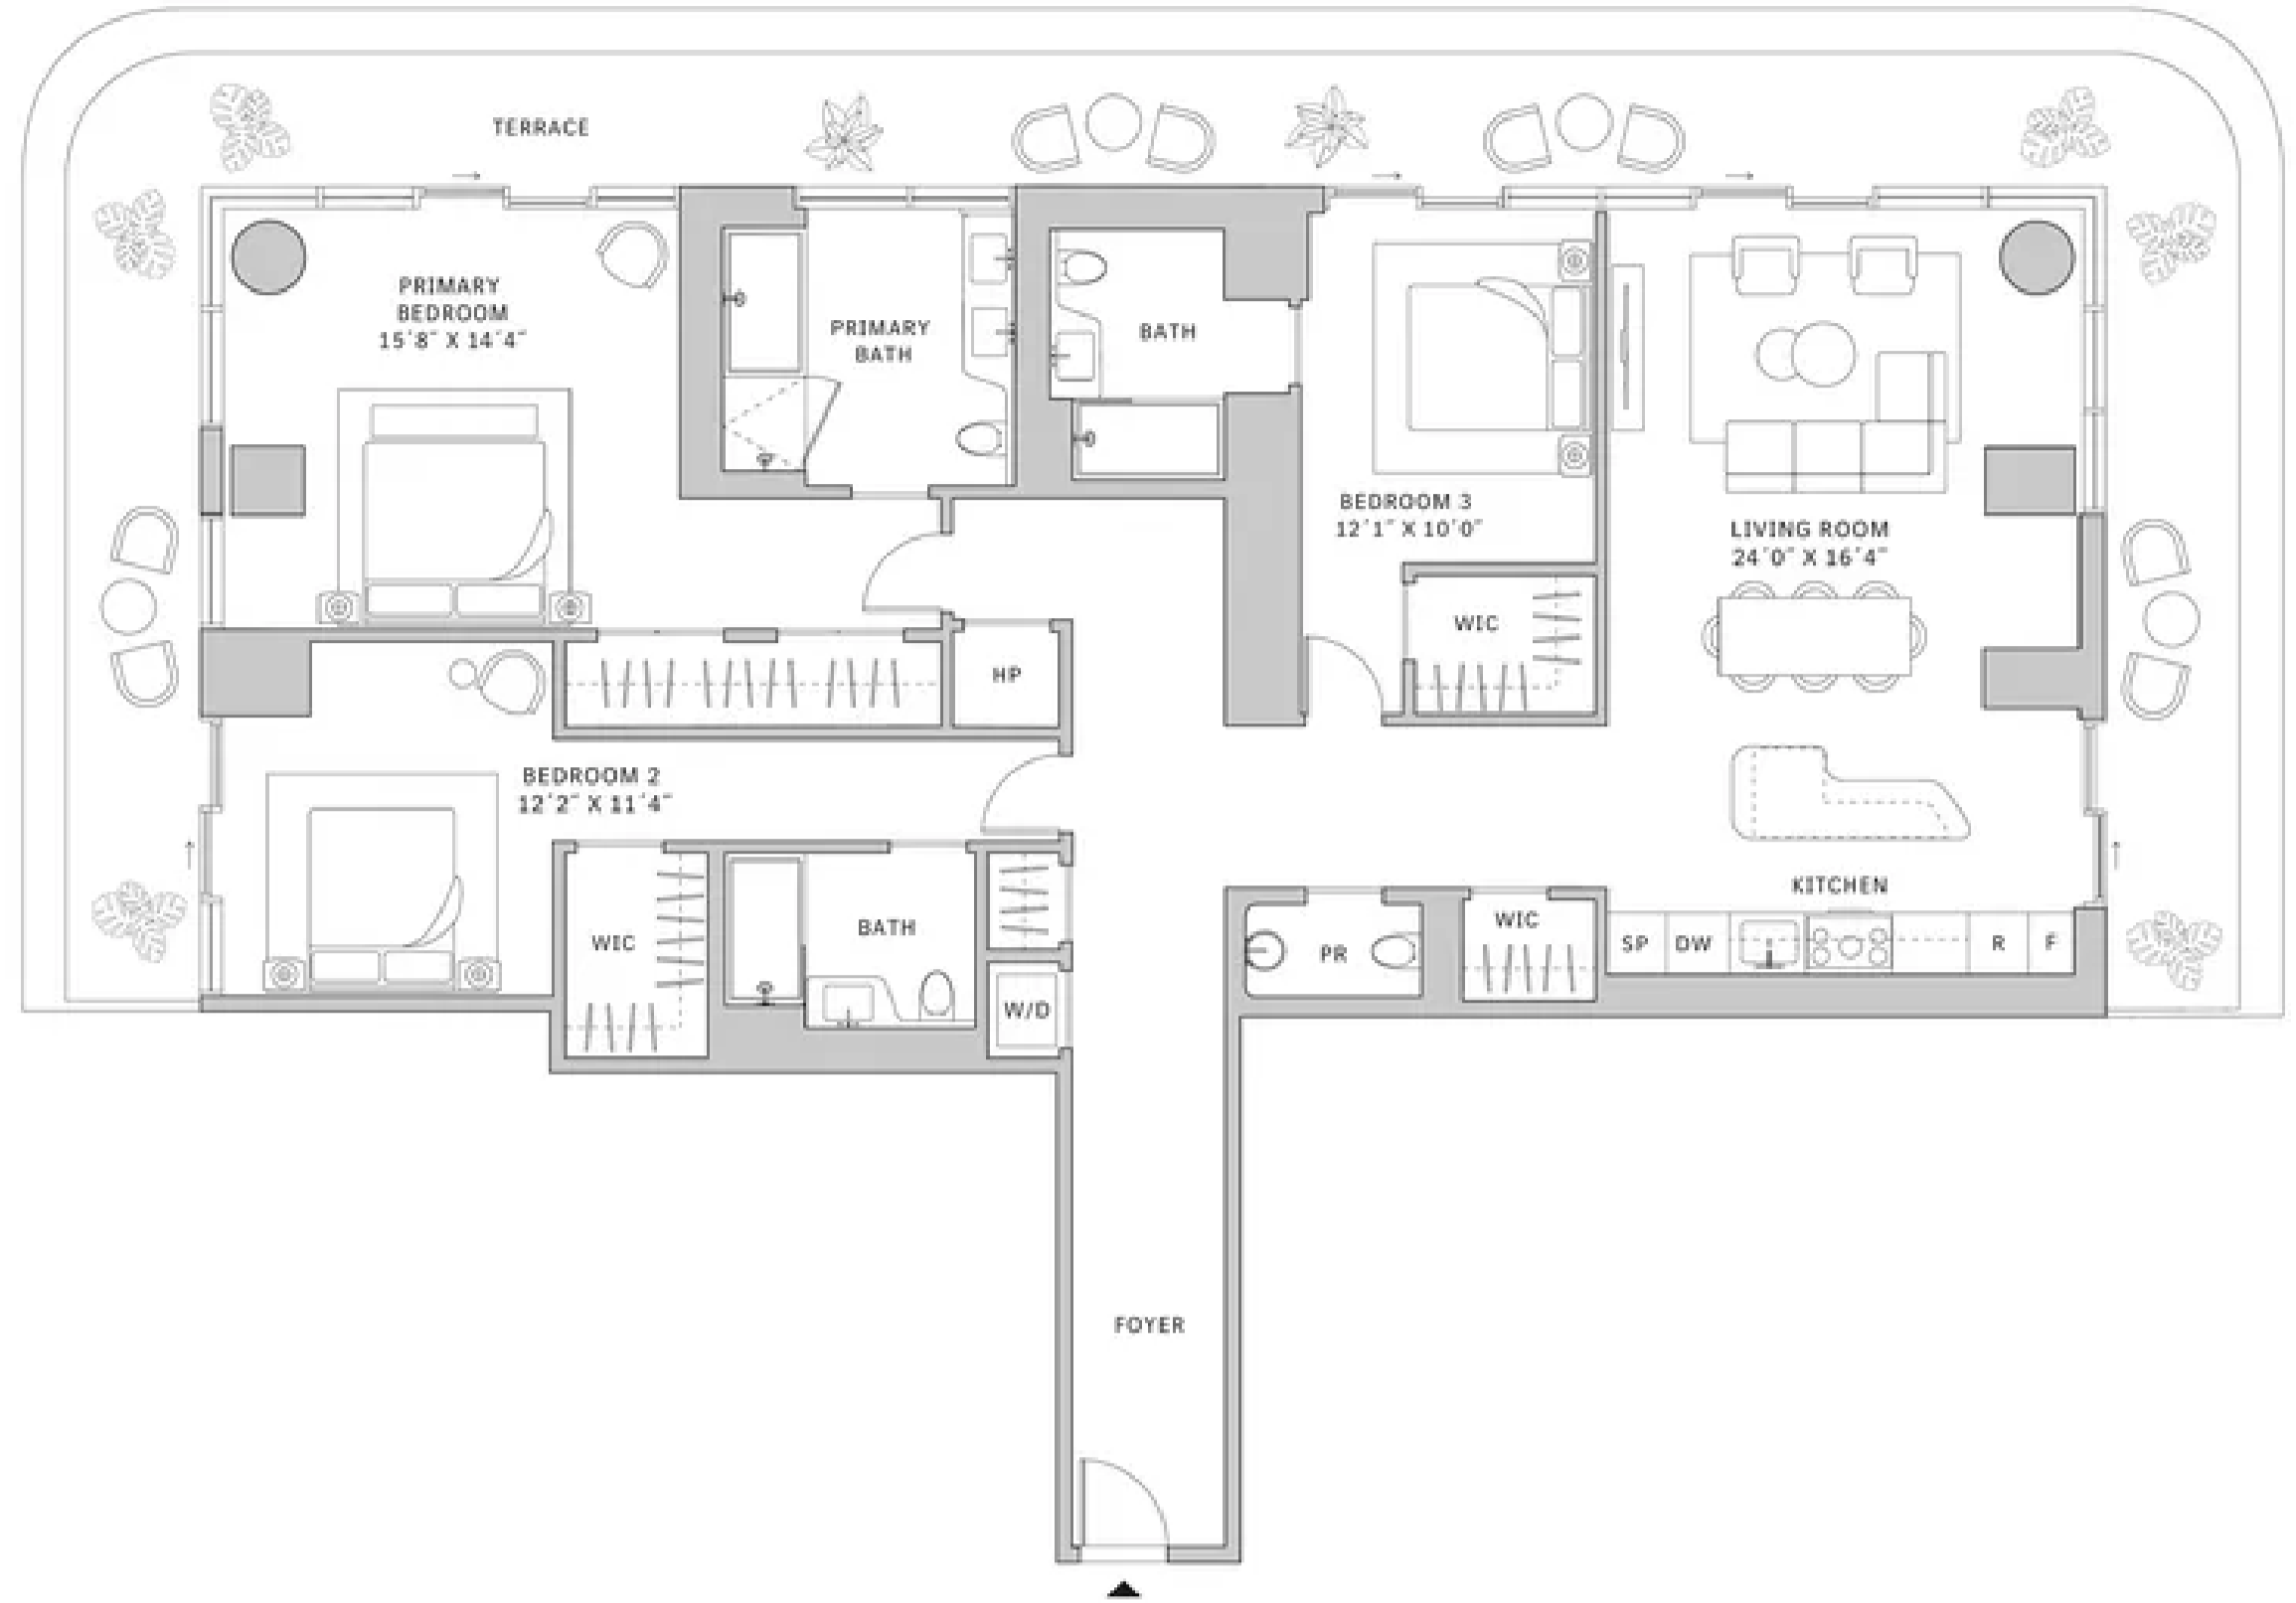 TERRACE
PRIMARY
BEDROOM
15´8˝ X 14´4˝
PRIMARY
BATH
BATH
BEDROOM 3
12´1˝ X 10´0˝
LIVING ROOM
24´0˝ X 16´4˝
WIC
HP
BEDROOM 2
12´2˝ X 11´4˝
KITCHEN
WIC
BATH
W/D
PR
WIC
SP
DW
R
F
FOYER